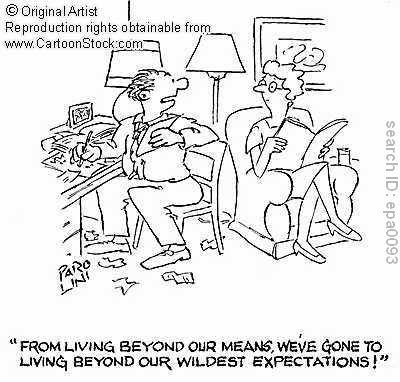 © Original Artist
Reproduction rights obtainable from
www.CartoonStock.com
search ID: epa0093
PARO
LINI
"FROM LIVING BEYOND OUR MEANS, WE'VE GONE TO
LIVING BEYOND OUR WILDEST EXPECTATIONS!"